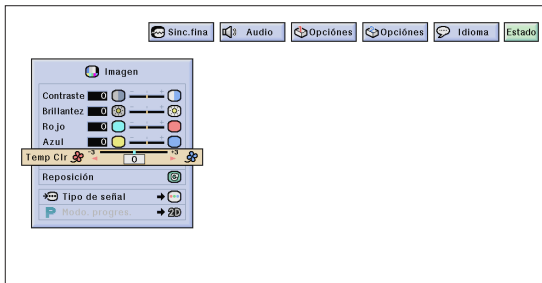 Sinc.fina Audio Opciónes Opciónes Idioma Estado
Imagen
Contraste 0
Brillantez 0
Rojo 0
Azul 0
Temp Clr -3 0 +3
Reposición
Tipo de señal
P Modo. progres. 2D